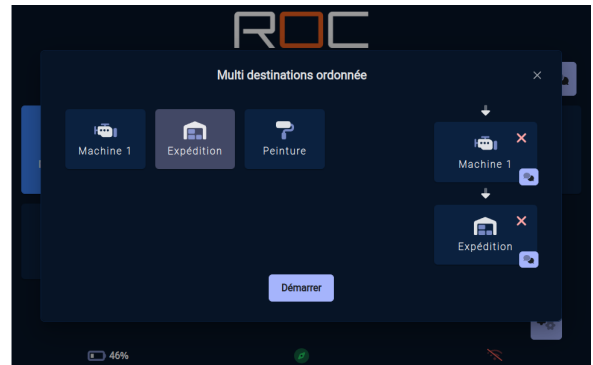 ROC
Multi destinations ordonnée
Machine 1
Expédition
Peinture
Machine 1
Expédition
Démarrer
46%